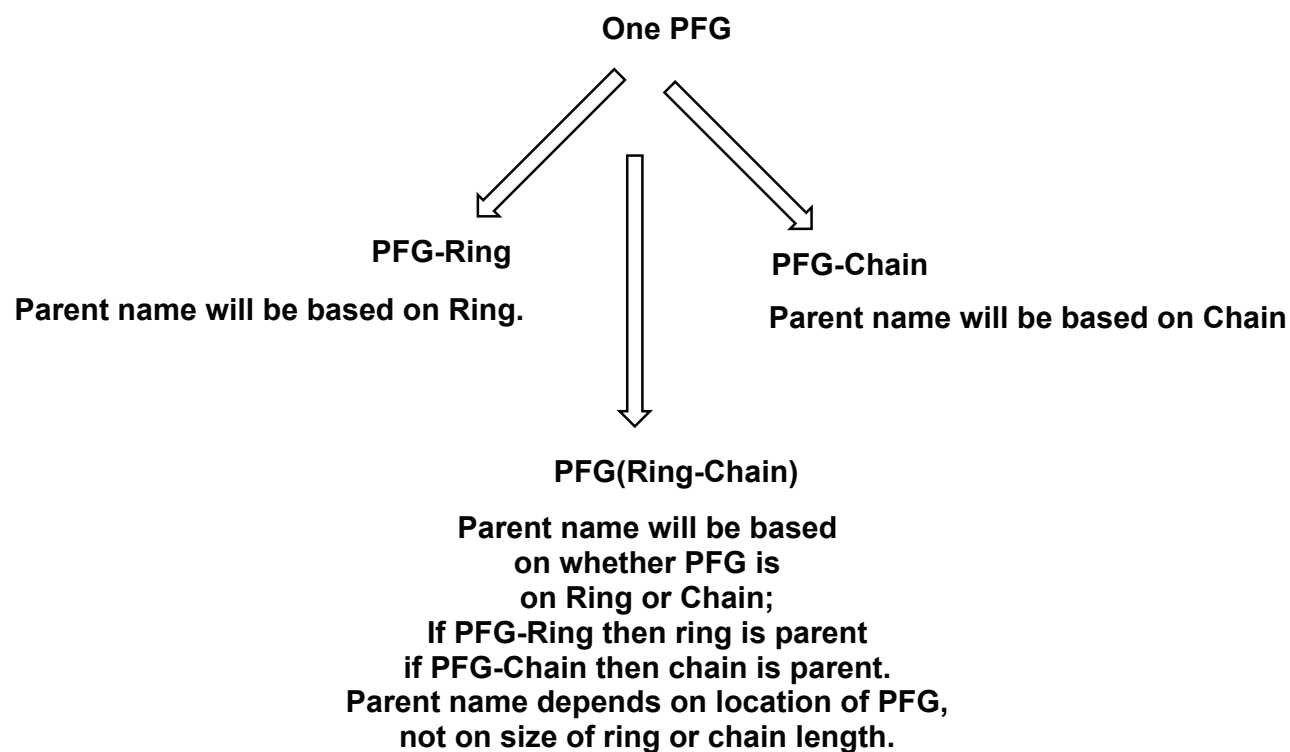 One PFG
PFG-Ring
Parent name will be based on Ring.
PFG-Chain
Parent name will be based on Chain
PFG(Ring-Chain)
Parent name will be based
on whether PFG is
on Ring or Chain;
If PFG-Ring then ring is parent
if PFG-Chain then chain is parent.
Parent name depends on location of PFG,
not on size of ring or chain length.